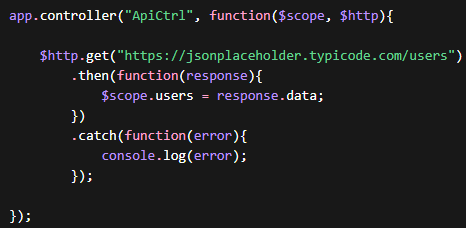 app.controller("ApiCtrl", function($scope, $http){
$http.get("https://jsonplaceholder.typicode.com/users")
.then(function(response){
$scope.users = response.data;
})
.catch(function(error){
console.log(error);
});
});